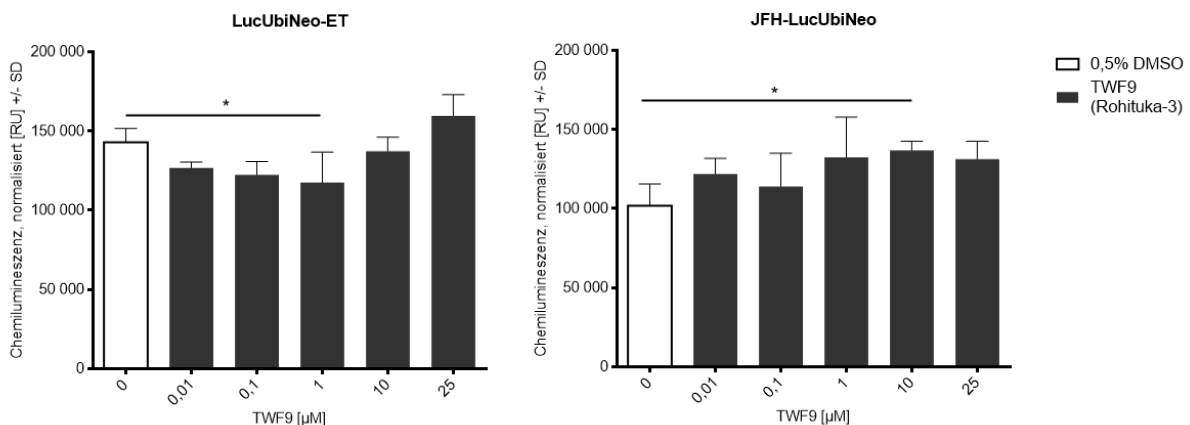 LucUbiNeo-ET
Chemilumineszenz, normalisiert [RU] +/- SD
200 000
150 000
100 000
50 000
0
*
0
0,01
0,1
1
10
25
TWF9 [µM]
JFH-LucUbiNeo
Chemilumineszenz, normalisiert [RU] +/- SD
200 000
150 000
100 000
50 000
0
*
0
0,01
0,1
1
10
25
TWF9 [µM]
0,5% DMSO
TWF9
(Rohituka-3)